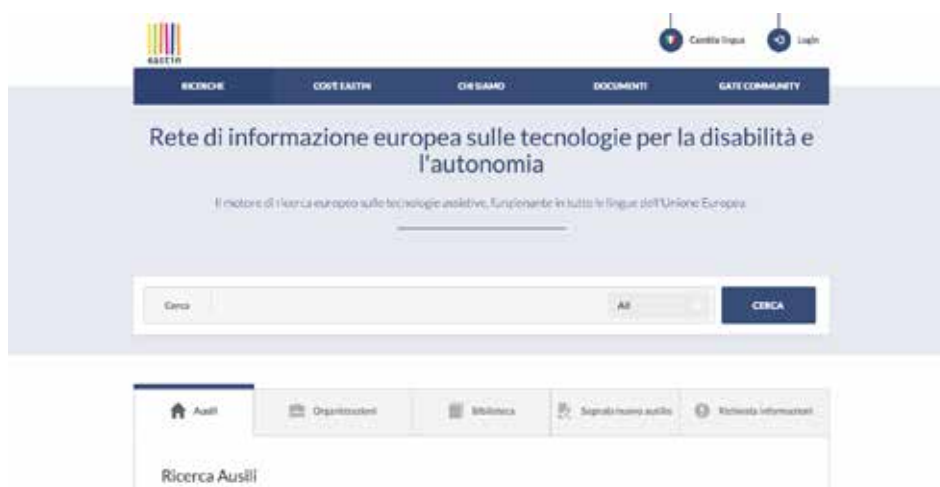 eastin
Cambia lingua
Login
RICERCHE
COS'È EASTIN
CHI SIAMO
DOCUMENTI
GATE COMMUNITY
Rete di informazione europea sulle tecnologie per la disabilità e
l'autonomia
Il motore di ricerca europeo sulle tecnologie assistive, funzionante in tutte le lingue dell'Unione Europea
Cerca
All
CERCA
Ausili
Organizzazioni
Biblioteca
Segnala nuovo ausilio
Richiesta informazioni
Ricerca Ausili